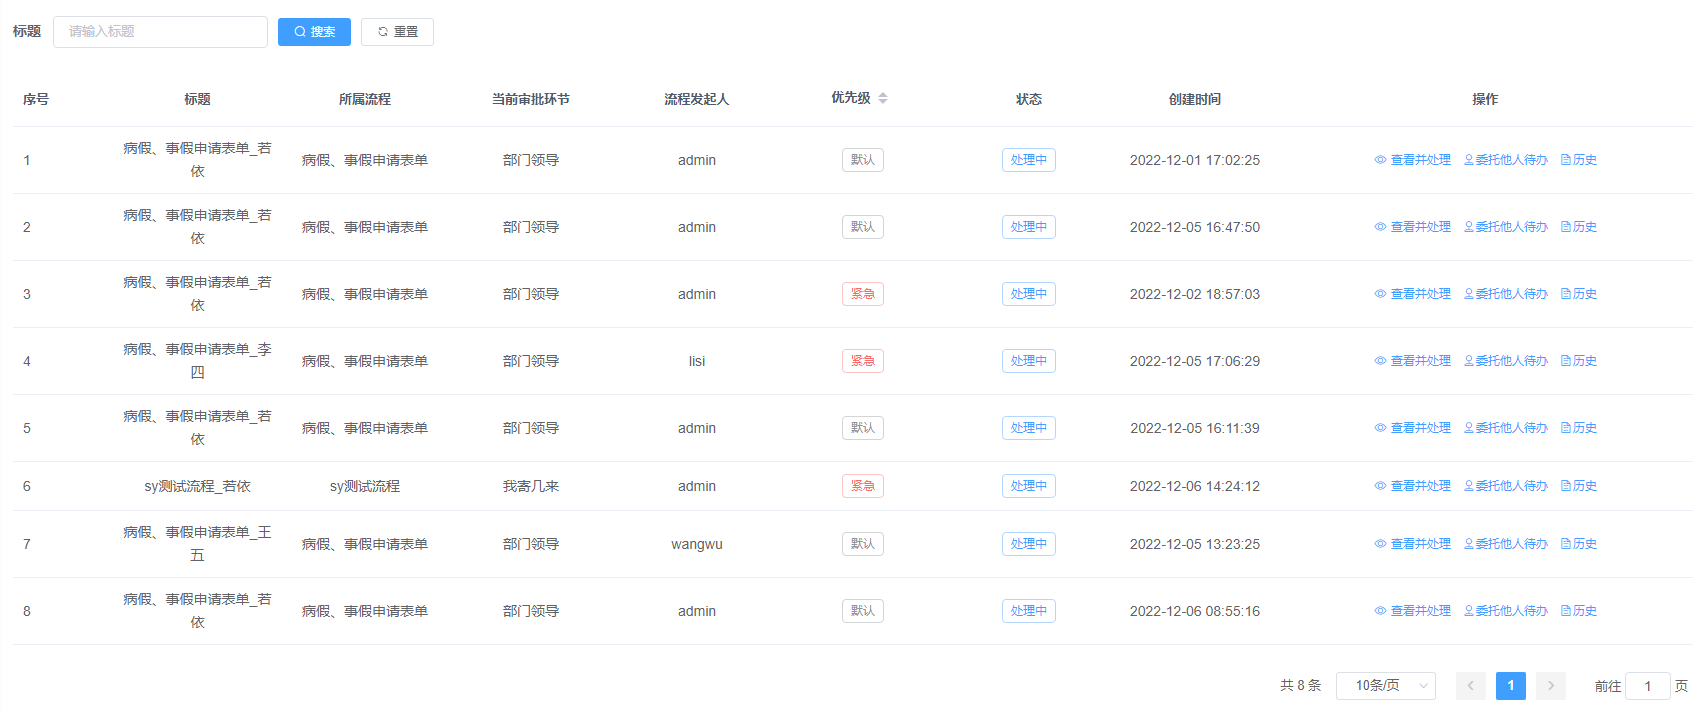 标题 请输入标题 搜索 重置
序号 标题 所属流程 当前审批环节 流程发起人 优先级 状态 创建时间 操作
病假、事假申请表单_若
1 病假、事假申请表单 部门领导 admin 默认 处理中 2022-12-01 17:02:25 查看并处理 委托他人待办 历史
依
病假、事假申请表单_若
2 病假、事假申请表单 部门领导 admin 默认 处理中 2022-12-05 16:47:50 查看并处理 委托他人待办 历史
依
病假、事假申请表单_若
3 病假、事假申请表单 部门领导 admin 紧急 处理中 2022-12-02 18:57:03 查看并处理 委托他人待办 历史
依
病假、事假申请表单_李
4 病假、事假申请表单 部门领导 lisi 紧急 处理中 2022-12-05 17:06:29 查看并处理 委托他人待办 历史
四
病假、事假申请表单_若
5 病假、事假申请表单 部门领导 admin 默认 处理中 2022-12-05 16:11:39 查看并处理 委托他人待办 历史
依
6 sy测试流程_若依 sy测试流程 我寄几来 admin 紧急 处理中 2022-12-06 14:24:12 查看并处理 委托他人待办 历史
病假、事假申请表单_王
7 病假、事假申请表单 部门领导 wangwu 默认 处理中 2022-12-05 13:23:25 查看并处理 委托他人待办 历史
五
病假、事假申请表单_若
8 病假、事假申请表单 部门领导 admin 默认 处理中 2022-12-06 08:55:16 查看并处理 委托他人待办 历史
依
共 8 条 10条/页 1 前往 1 页